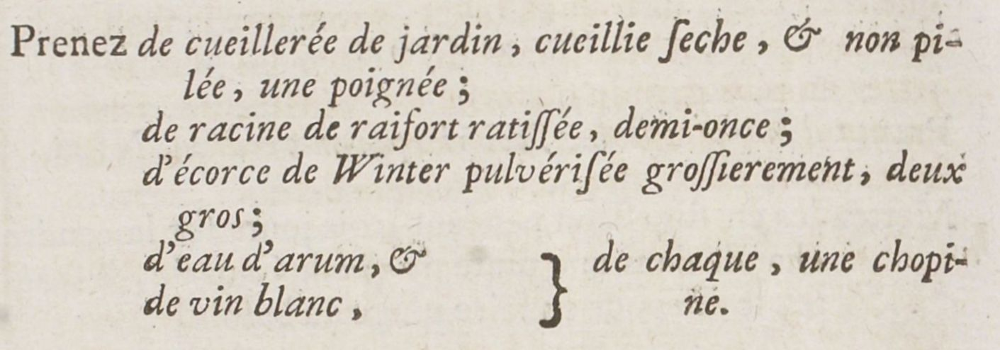 Prenez de cueillerée de jardin, cueillie ſeche, & non pi-
lée, une poignée;
de racine de raifort ratiſſée, demi-once;
d'écorce de Winter pulvériſée groſſierement, deux
gros;
d'eau d'arum, & } de chaque, une chopi-
de vin blanc, ne.